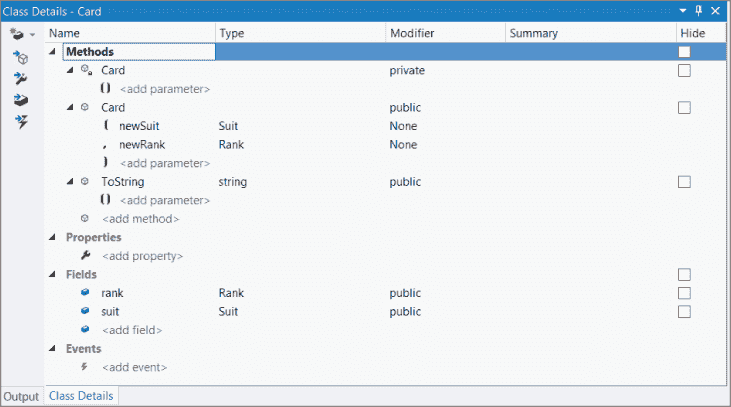 Class Details - Card
Name Type Modifier Summary Hide
Methods
Card private
() <add parameter>
Card public
( newSuit Suit None
, newRank Rank None
) <add parameter>
ToString string public
() <add parameter>
<add method>
Properties
<add property>
Fields
rank Rank public
suit Suit public
<add field>
Events
<add event>
Output Class Details